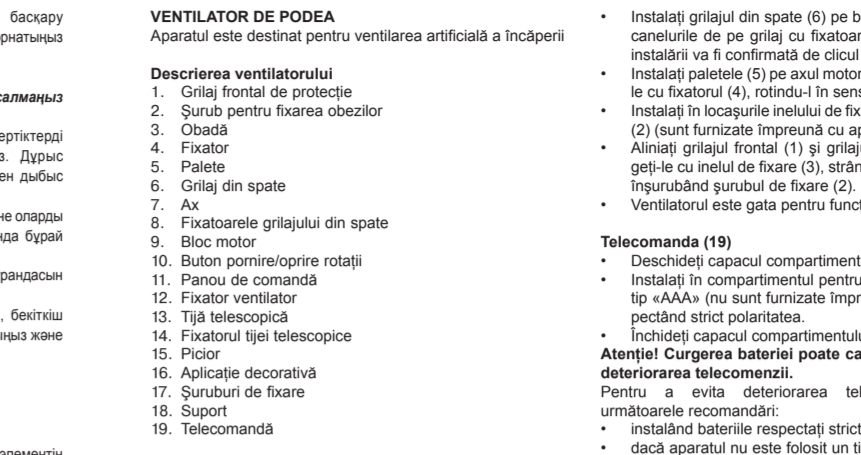 басқару
орнатыңыз
салмаңыз
ертіктерді
з. Дұрыс
ен дыбыс
не оларды
нда бұрай
рандасын
, бекіткіш
ыңыз және
элементін
VENTILATOR DE PODEA
Aparatul este destinat pentru ventilarea artificială a încăperii
Descrierea ventilatorului
1. Grilaj frontal de protecție
2. Șurub pentru fixarea obezilor
3. Obadă
4. Fixator
5. Palete
6. Grilaj din spate
7. Ax
8. Fixatoarele grilajului din spate
9. Bloc motor
10. Buton pornire/oprire rotații
11. Panou de comandă
12. Fixator ventilator
13. Tijă telescopică
14. Fixatorul tijei telescopice
15. Picior
16. Aplicație decorativă
17. Șuruburi de fixare
18. Suport
19. Telecomandă
• Instalați grilajul din spate (6) pe b
canelurile de pe grilaj cu fixatoar
instalării va fi confirmată de clicul
• Instalați paletele (5) pe axul motor
le cu fixatorul (4), rotindu-l în sens
• Instalați în locașurile inelului de fix
(2) (sunt furnizate împreună cu ap
• Aliniați grilajul frontal (1) și grilaju
geți-le cu inelul de fixare (3), strân
înșurubând șurubul de fixare (2).
• Ventilatorul este gata pentru funcț
Telecomanda (19)
• Deschideți capacul compartiment
• Instalați în compartimentul pentru
tip «AAA» (nu sunt furnizate împr
pectând strict polaritatea.
• Închideți capacul compartimentulu
Atenție! Curgerea bateriei poate ca
deteriorarea telecomenzii.
Pentru a evita deteriorarea tel
următoarele recomandări:
• instalând bateriile respectați strict
• dacă aparatul nu este folosit un ti